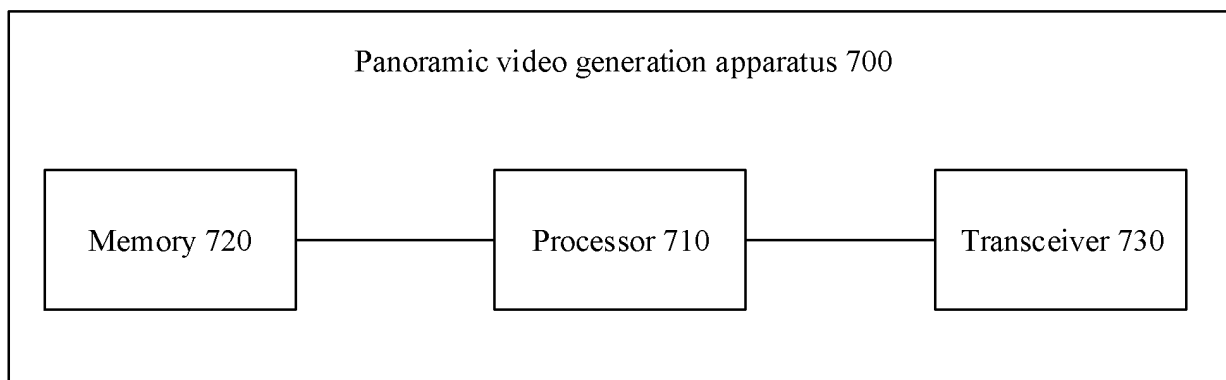 Panoramic video generation apparatus 700
Memory 720
Processor 710
Transceiver 730